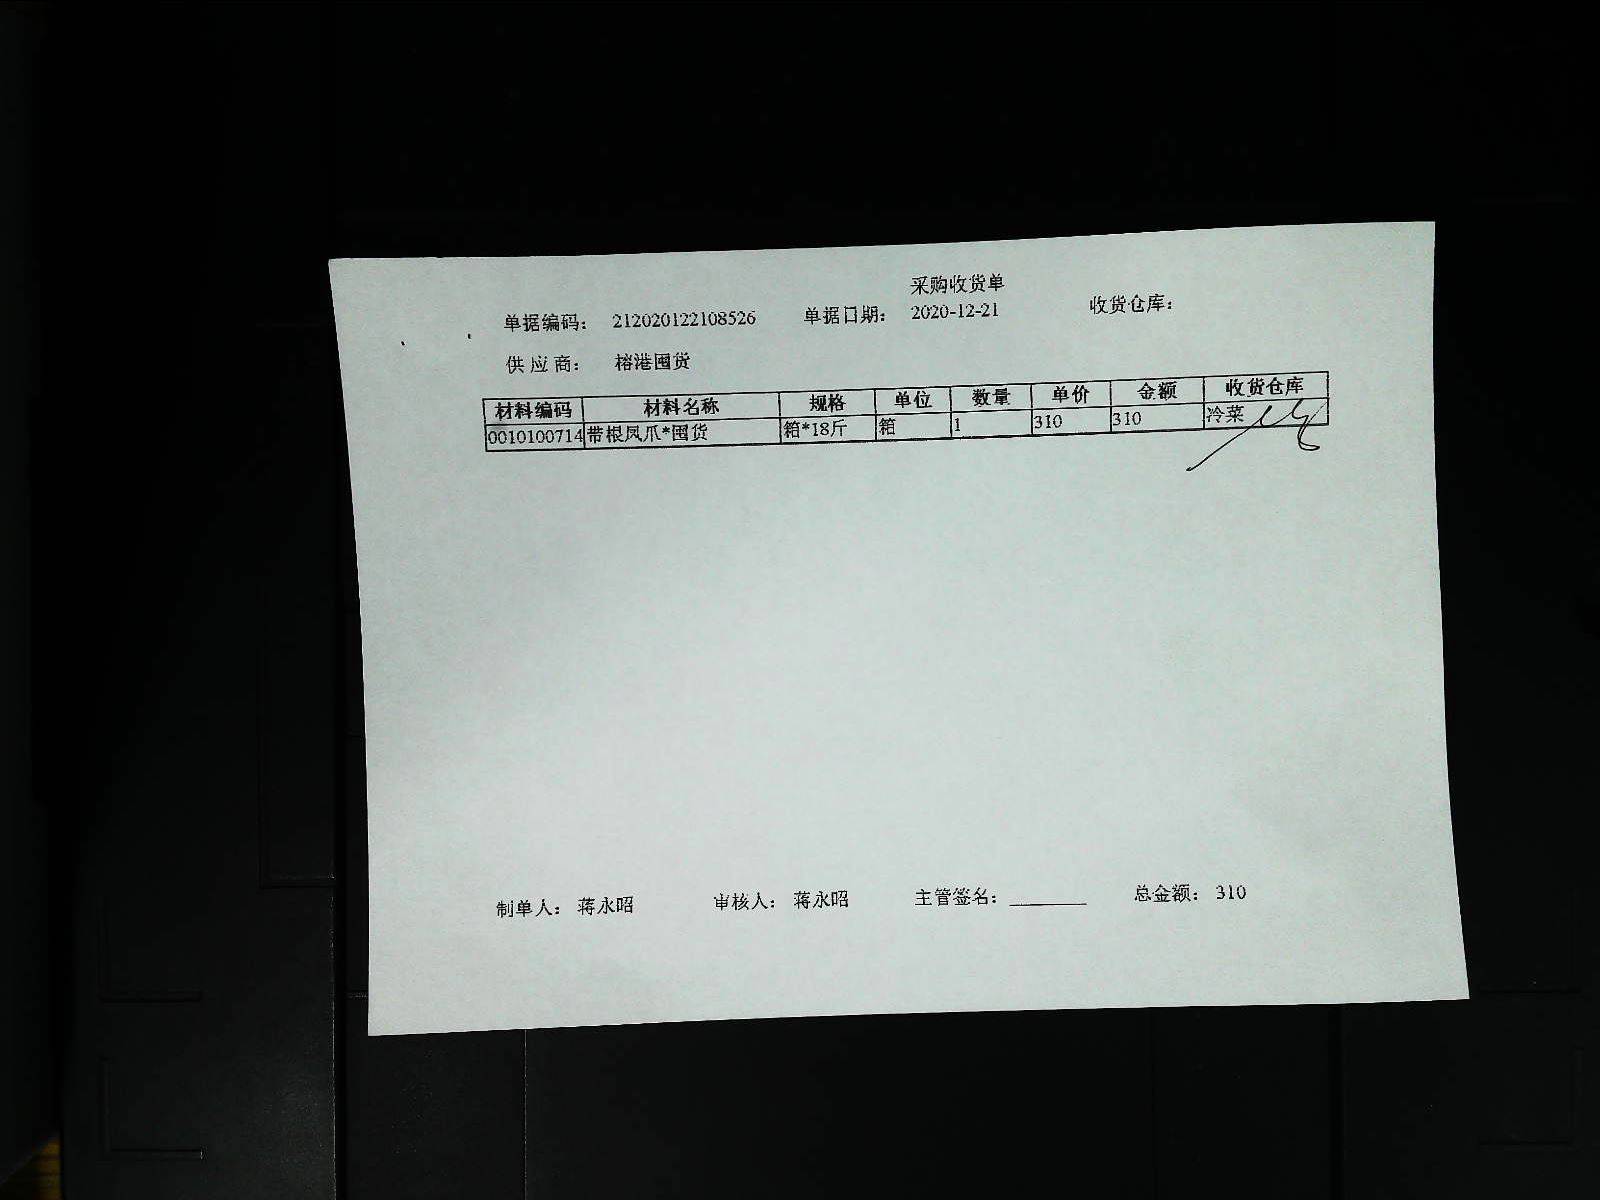 采购收货单
单据编码： 212020122108526 单据日期： 2020-12-21 收货仓库：
供应商： 榕港囤货
材料编码 材料名称 规格 单位 数量 单价 金额 收货仓库
0010100714 带根凤爪*囤货 箱*18斤 箱 1 310 310 冷菜
制单人： 蒋永昭 审核人： 蒋永昭 主管签名：______ 总金额： 310